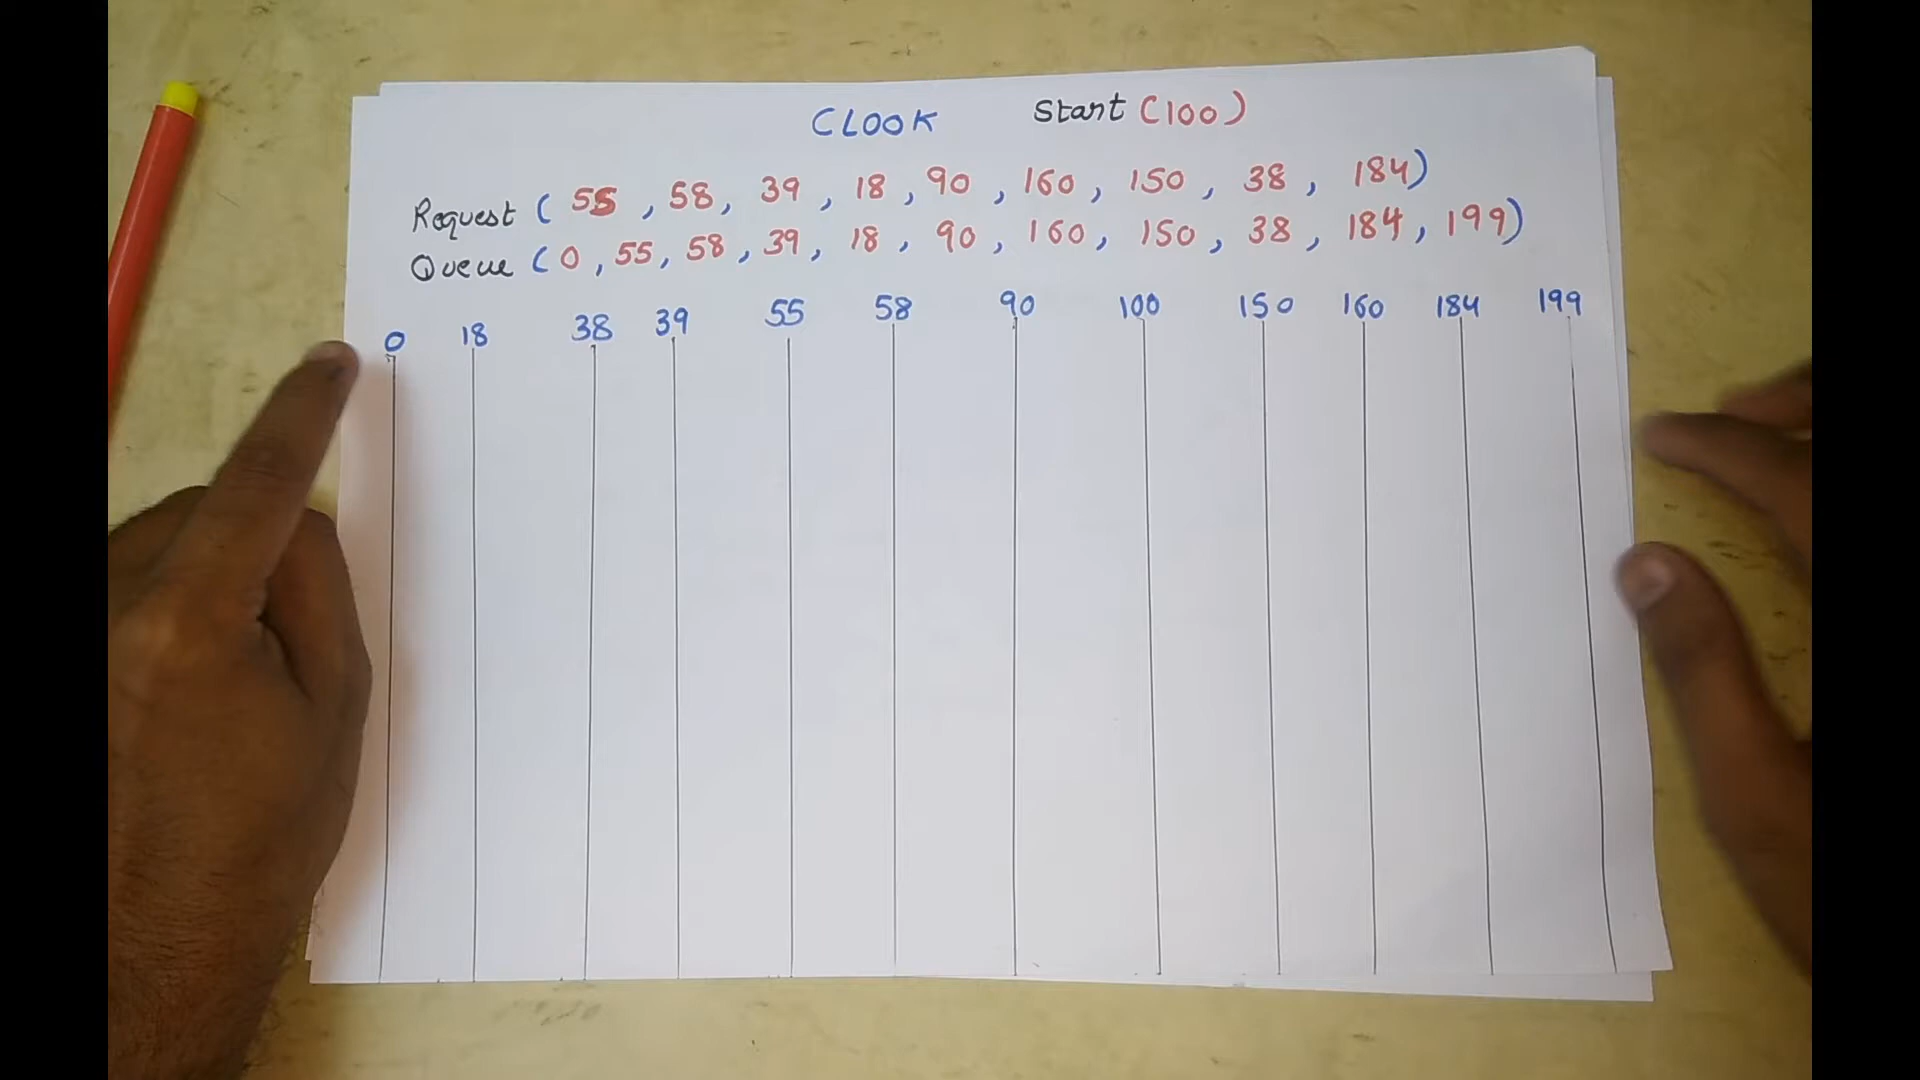 CLOOK Start (100)
Request ( 55 , 58 , 39 , 18 , 90 , 160 , 150 , 38 , 184 )
Queue ( 0 , 55 , 58 , 39 , 18 , 90 , 160 , 150 , 38 , 184 , 199 )
0 18 38 39 55 58 90 100 150 160 184 199